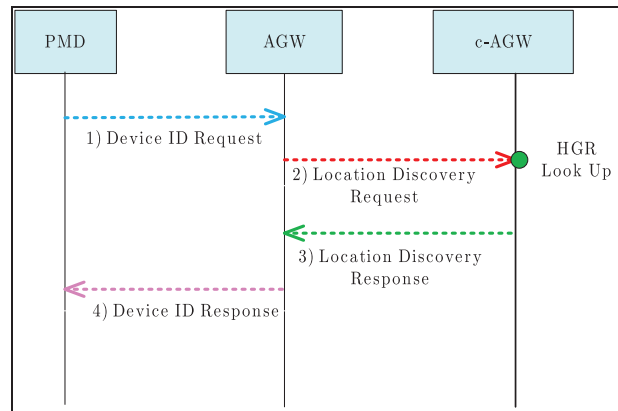 PMD
AGW
c-AGW
1) Device ID Request
2) Location Discovery
Request
HGR
Look Up
3) Location Discovery
Response
4) Device ID Response